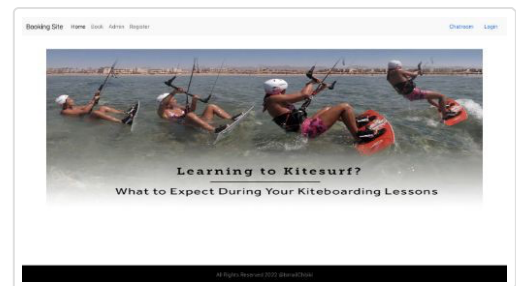 Booking Site Home Book Admin Register Chatroom Login
Learning to Kitesurf?
What to Expect During Your Kiteboarding Lessons
All Rights Reserved 2022